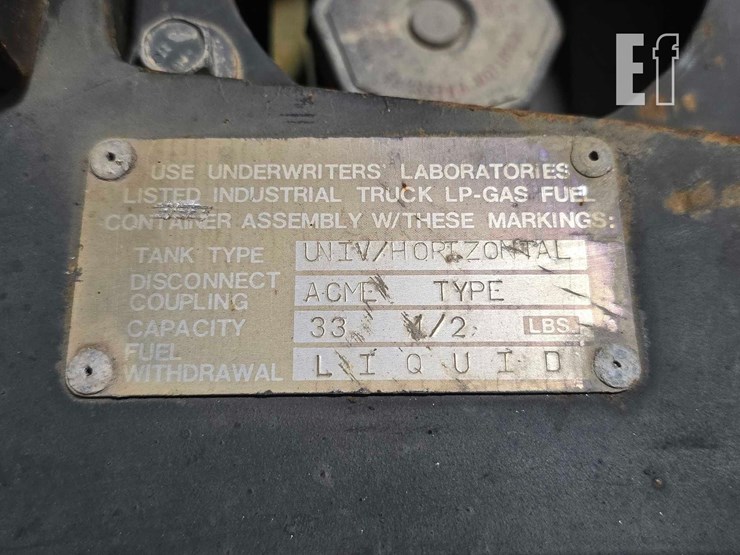 Ef
USE UNDERWRITERS' LABORATORIES
LISTED INDUSTRIAL TRUCK LP-GAS FUEL
CONTAINER ASSEMBLY W/THESE MARKINGS:
TANK TYPE UNIV/HORIZONTAL
DISCONNECT
COUPLING ACME TYPE
CAPACITY 33 1/2 LBS.
FUEL
WITHDRAWAL LIQUID